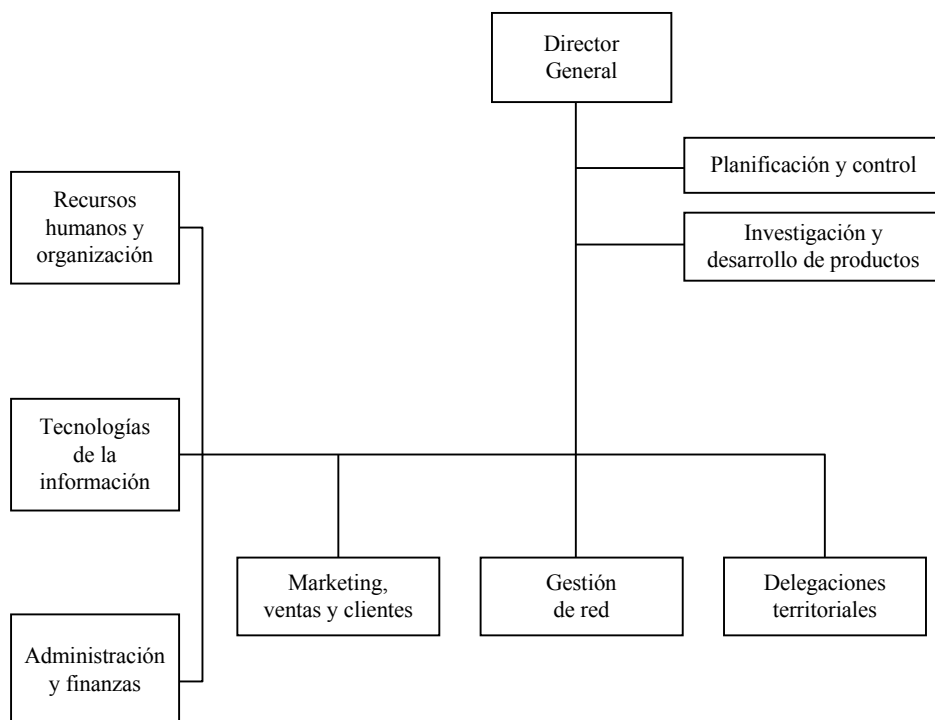 Director
General
Planificación y control
Recursos
humanos y
organización
Investigación y
desarrollo de productos
Tecnologías
de la
información
Marketing,
ventas y clientes
Gestión
de red
Delegaciones
territoriales
Administración
y finanzas